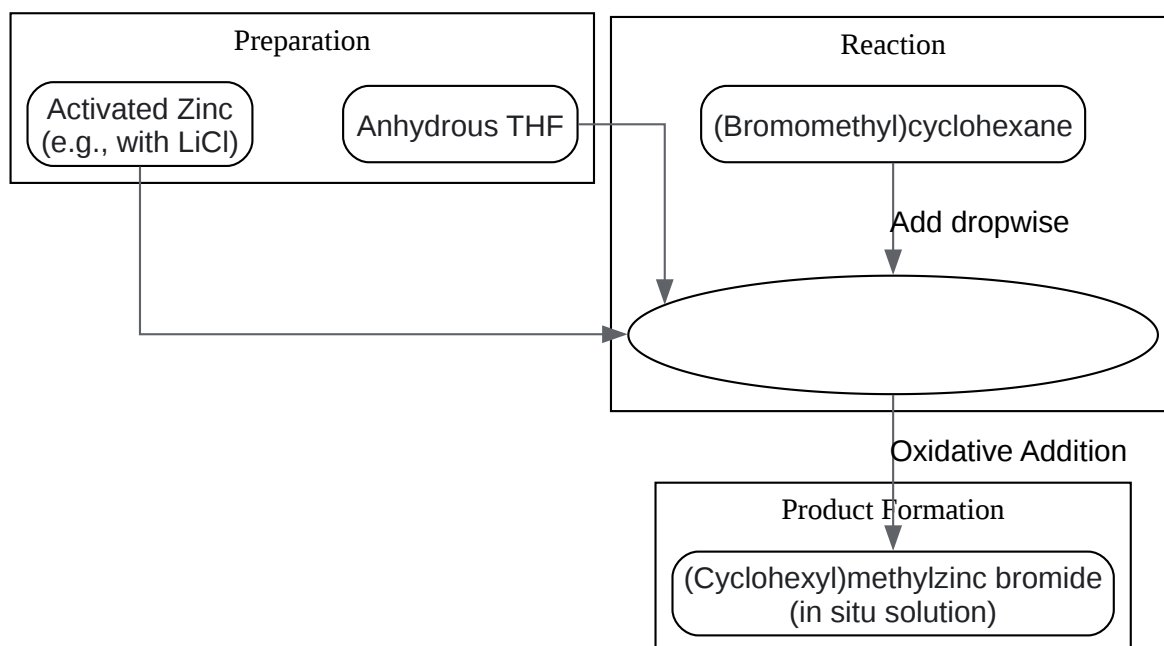 Preparation
Activated Zinc
(e.g., with LiCl)
Anhydrous THF
Reaction
(Bromomethyl)cyclohexane
Add dropwise
Oxidative Addition
Product Formation
(Cyclohexyl)methylzinc bromide
(in situ solution)